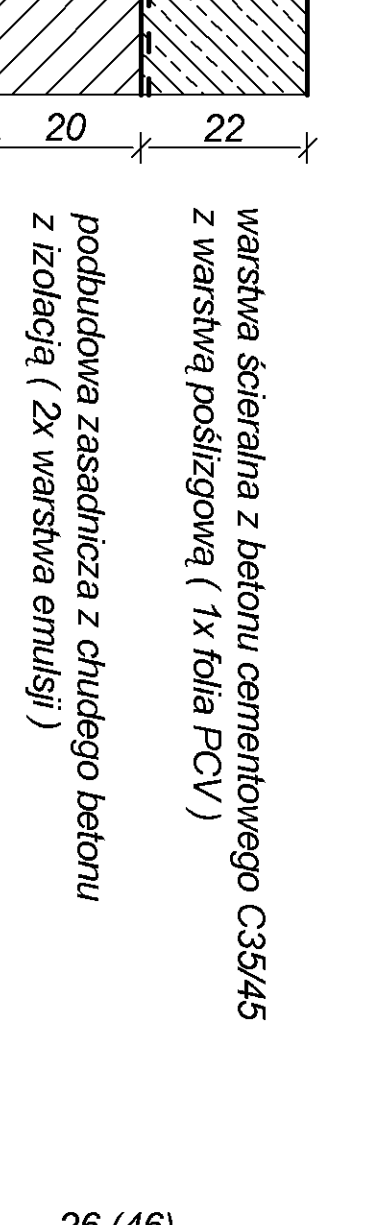 22
warstwa ścieralna z betonu cementowego C35/45
z warstwą poślizgową ( 1x folia PCV )
20
podbudowa zasadnicza z chudego betonu
z izolacją ( 2x warstwa emulsji )
26 (46)